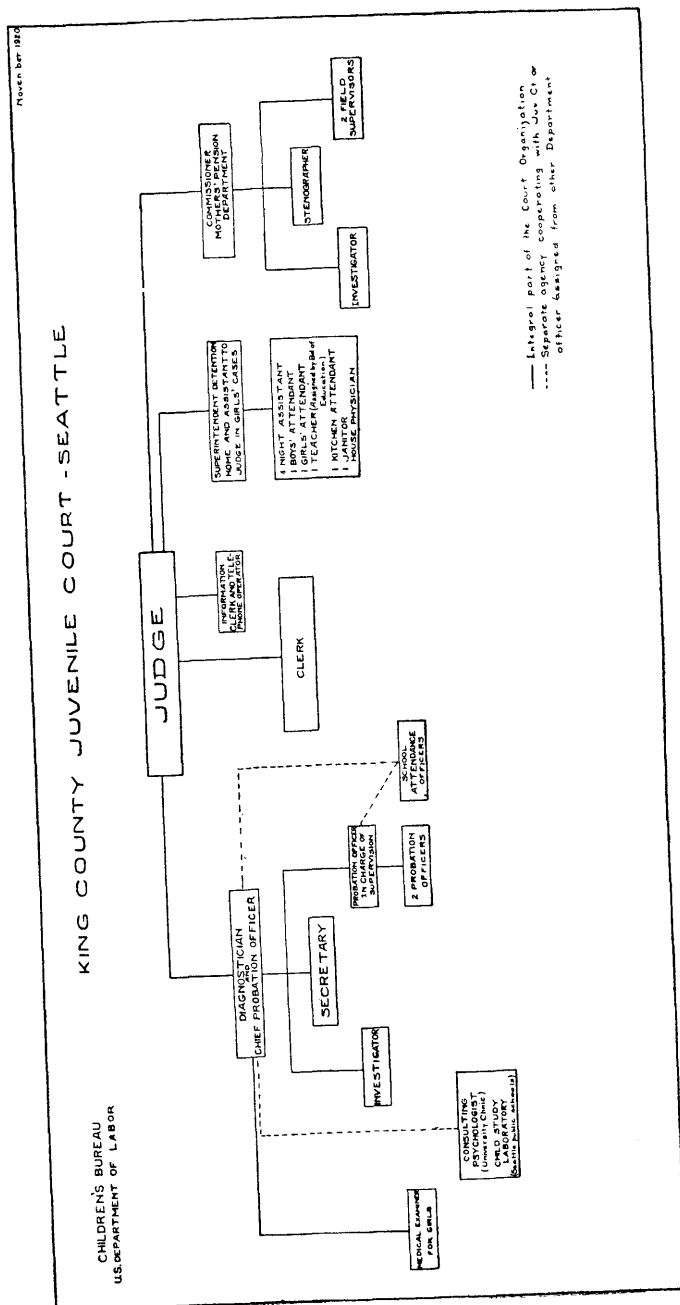 CHILDREN'S BUREAU
U.S. DEPARTMENT OF LABOR
November 1920
KING COUNTY JUVENILE COURT - SEATTLE
JUDGE
DIAGNOSTICIAN
AND
CHIEF PROBATION OFFICER
INFORMATION
CLERK AND TELE-
PHONE OPERATOR
SUPERINTENDENT DETENTION
HOME AND ASSISTANT TO
JUDGE IN GIRLS' CASES
COMMISSIONER
MOTHERS' PENSION
DEPARTMENT
MEDICAL EXAMINER
FOR GIRLS
CONSULTING
PSYCHOLOGIST
(University Clinic)
CHILD STUDY
LABORATORY
(Seattle public schools)
INVESTIGATOR
SECRETARY
PROBATION OFFICER
IN CHARGE OF
SUPERVISION
2 PROBATION
OFFICERS
SCHOOL
ATTENDANCE
OFFICERS
CLERK
4 NIGHT ASSISTANT
1 BOYS' ATTENDANT
1 GIRLS' ATTENDANT
1 TEACHER (Assigned by Bd of
Education)
1 KITCHEN ATTENDANT
1 JANITOR
HOUSE PHYSICIAN
INVESTIGATOR
STENOGRAPHER
2 FIELD
SUPERVISORS
Integral part of the Court Organization
Separate agency cooperating with Juv Ct or
officer assigned from other Department